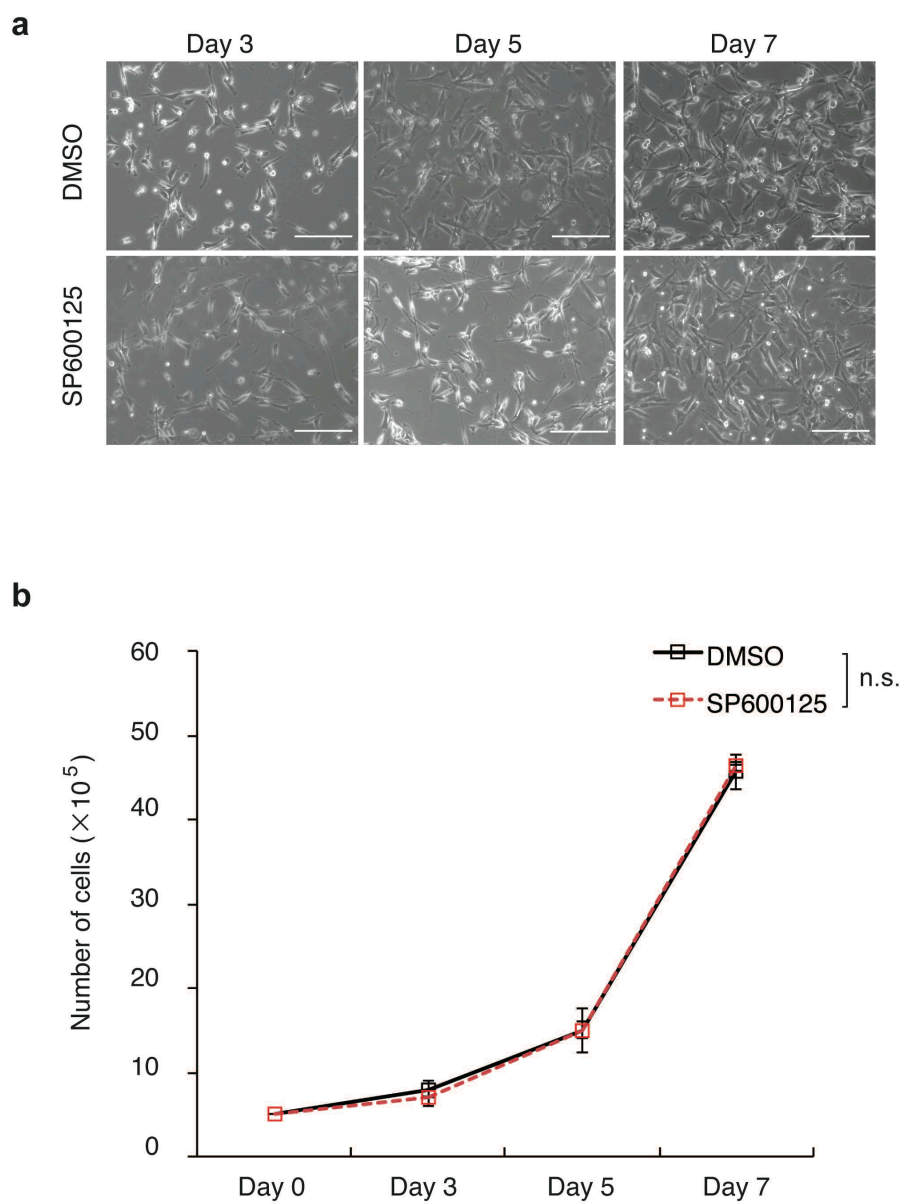 a
Day 3 Day 5 Day 7
DMSO
SP600125
b
60
50
40
30
20
10
0
Number of cells (×10⁵)
DMSO
SP600125
n.s.
Day 0 Day 3 Day 5 Day 7